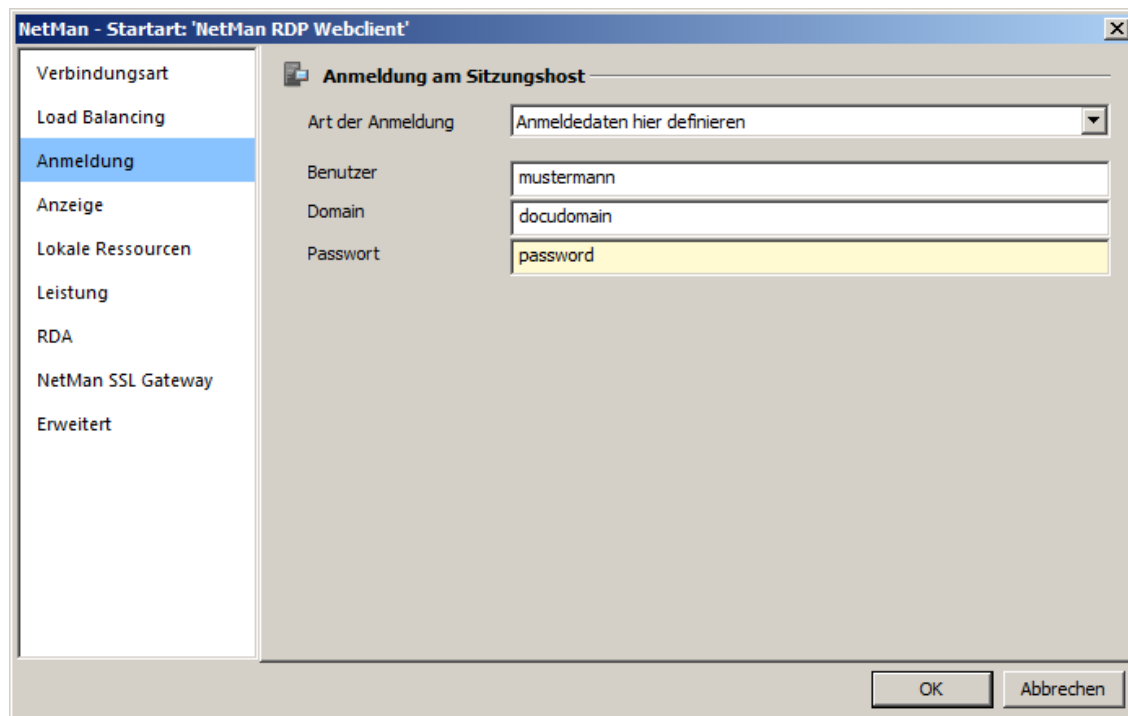 NetMan - Startart: 'NetMan RDP Webclient'
Verbindungsart
Load Balancing
Anmeldung
Anzeige
Lokale Ressourcen
Leistung
RDA
NetMan SSL Gateway
Erweitert
Anmeldung am Sitzungshost
Art der Anmeldung Anmeldedaten hier definieren
Benutzer mustermann
Domain docudomain
Passwort password
OK Abbrechen